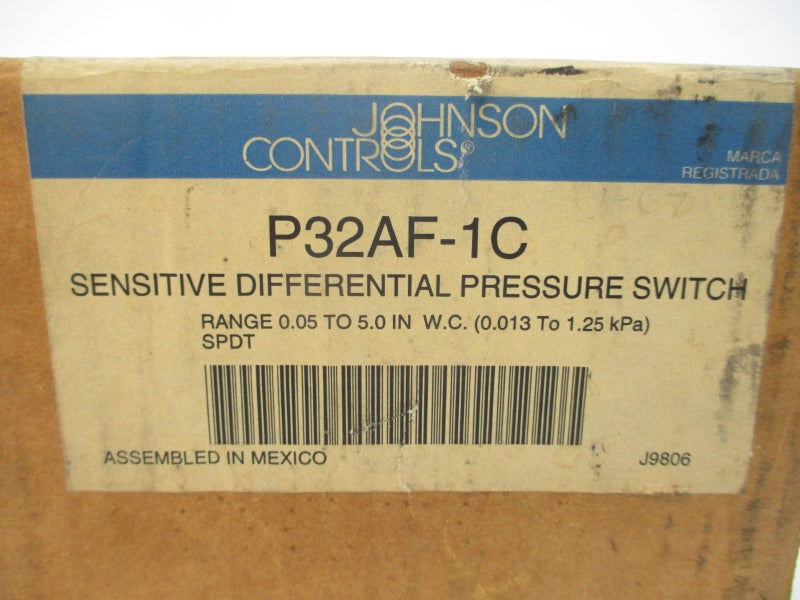 JOHNSON
CONTROLS®
MARCA
REGISTRADA
P32AF-1C
SENSITIVE DIFFERENTIAL PRESSURE SWITCH
RANGE 0.05 TO 5.0 IN W.C. (0.013 To 1.25 kPa)
SPDT
ASSEMBLED IN MEXICO
J9806